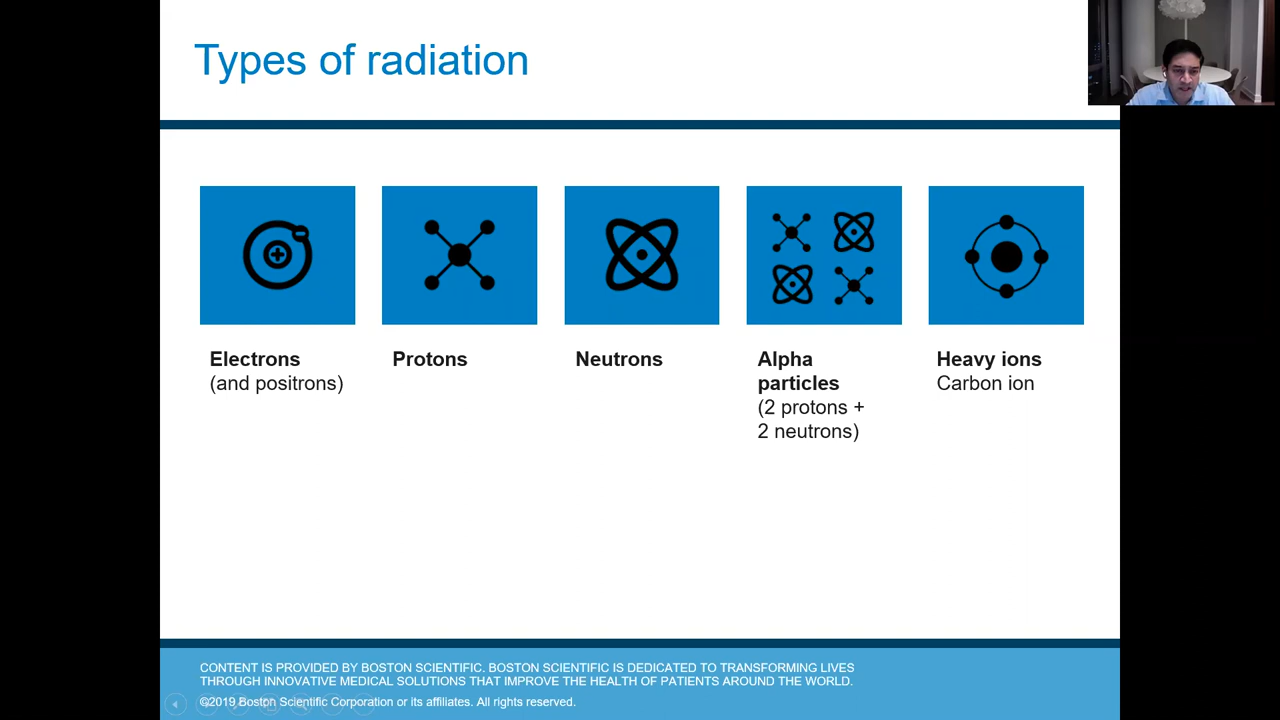 Types of radiation
Electrons
(and positrons)
Protons
Neutrons
Alpha
particles
(2 protons +
2 neutrons)
Heavy ions
Carbon ion
CONTENT IS PROVIDED BY BOSTON SCIENTIFIC. BOSTON SCIENTIFIC IS DEDICATED TO TRANSFORMING LIVES
THROUGH INNOVATIVE MEDICAL SOLUTIONS THAT IMPROVE THE HEALTH OF PATIENTS AROUND THE WORLD.
©2019 Boston Scientific Corporation or its affiliates. All rights reserved.